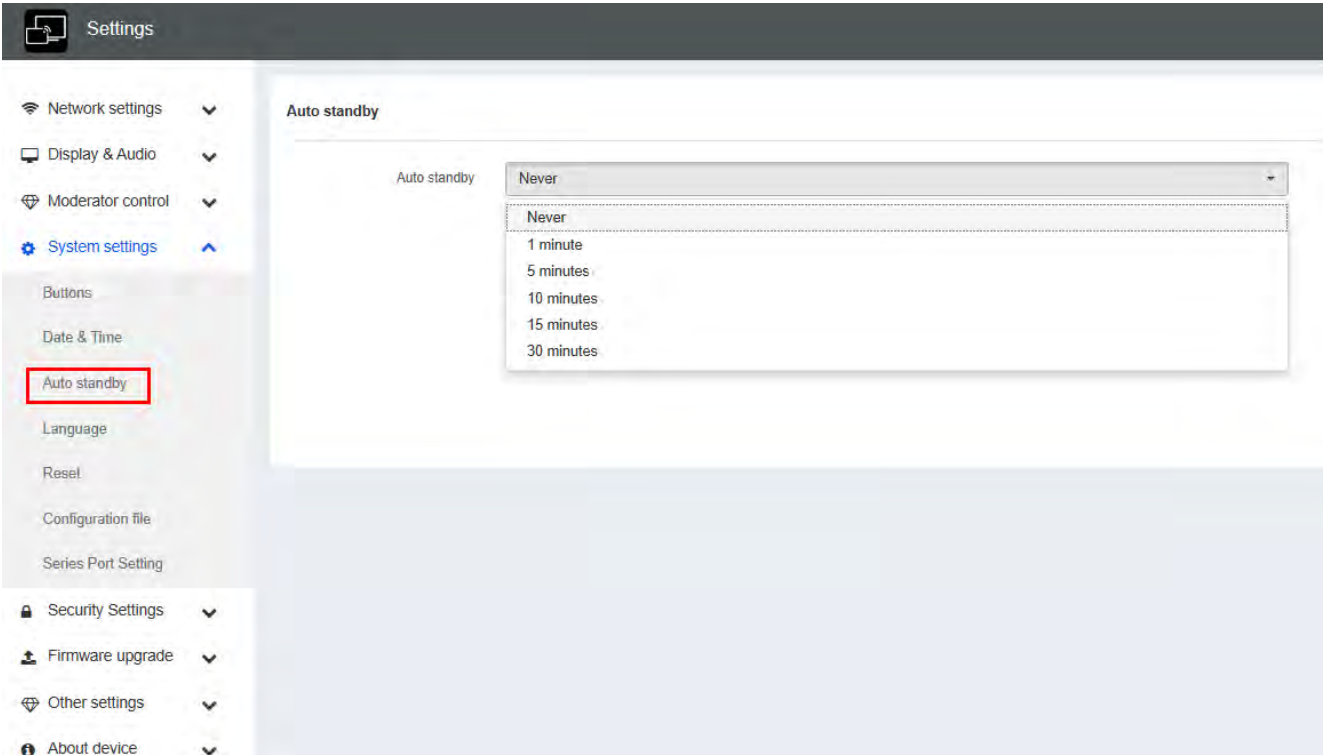 Settings
Network settings
Display & Audio
Moderator control
System settings
Buttons
Date & Time
Auto standby
Language
Reset
Configuration file
Series Port Setting
Security Settings
Firmware upgrade
Other settings
About device
Auto standby
Auto standby Never
Never
1 minute
5 minutes
10 minutes
15 minutes
30 minutes